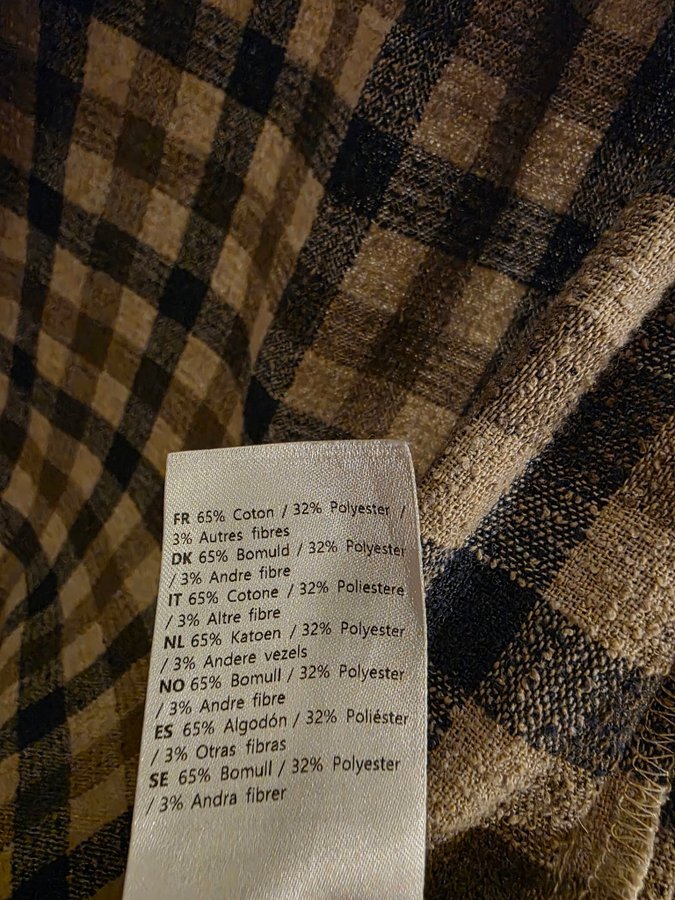 FR 65% Coton / 32% Polyester /
3% Autres fibres
DK 65% Bomuld / 32% Polyester
/ 3% Andre fibre
IT 65% Cotone / 32% Poliestere
/ 3% Altre fibre
NL 65% Katoen / 32% Polyester
/ 3% Andere vezels
NO 65% Bomull / 32% Polyester
/ 3% Andre fibre
ES 65% Algodón / 32% Poliéster
/ 3% Otras fibras
SE 65% Bomull / 32% Polyester
/ 3% Andra fibrer